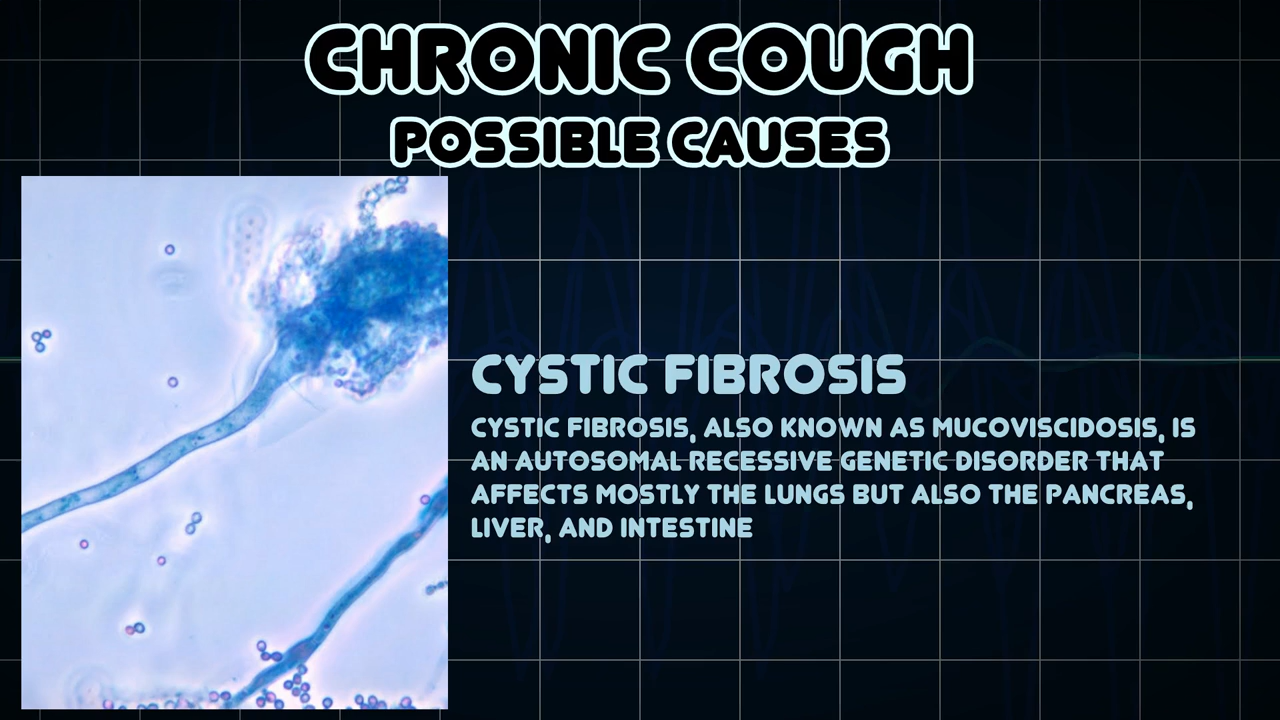 CHRONIC COUGH
POSSIBLE CAUSES
CYSTIC FIBROSIS
CYSTIC FIBROSIS, ALSO KNOWN AS MUCOVISCIDOSIS, IS
AN AUTOSOMAL RECESSIVE GENETIC DISORDER THAT
AFFECTS MOSTLY THE LUNGS BUT ALSO THE PANCREAS,
LIVER, AND INTESTINE